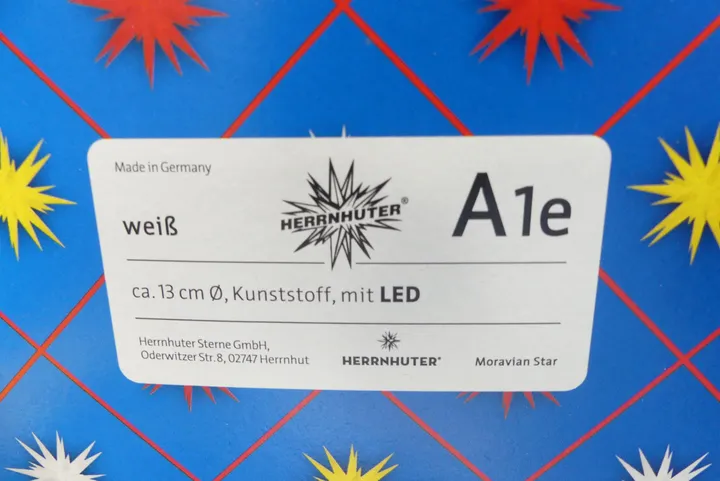 Made in Germany
HERRNHUTER®
A1e
weiß
ca. 13 cm Ø, Kunststoff, mit LED
Herrnhuter Sterne GmbH,
Oderwitzer Str. 8, 02747 Herrnhut
HERRNHUTER®
Moravian Star